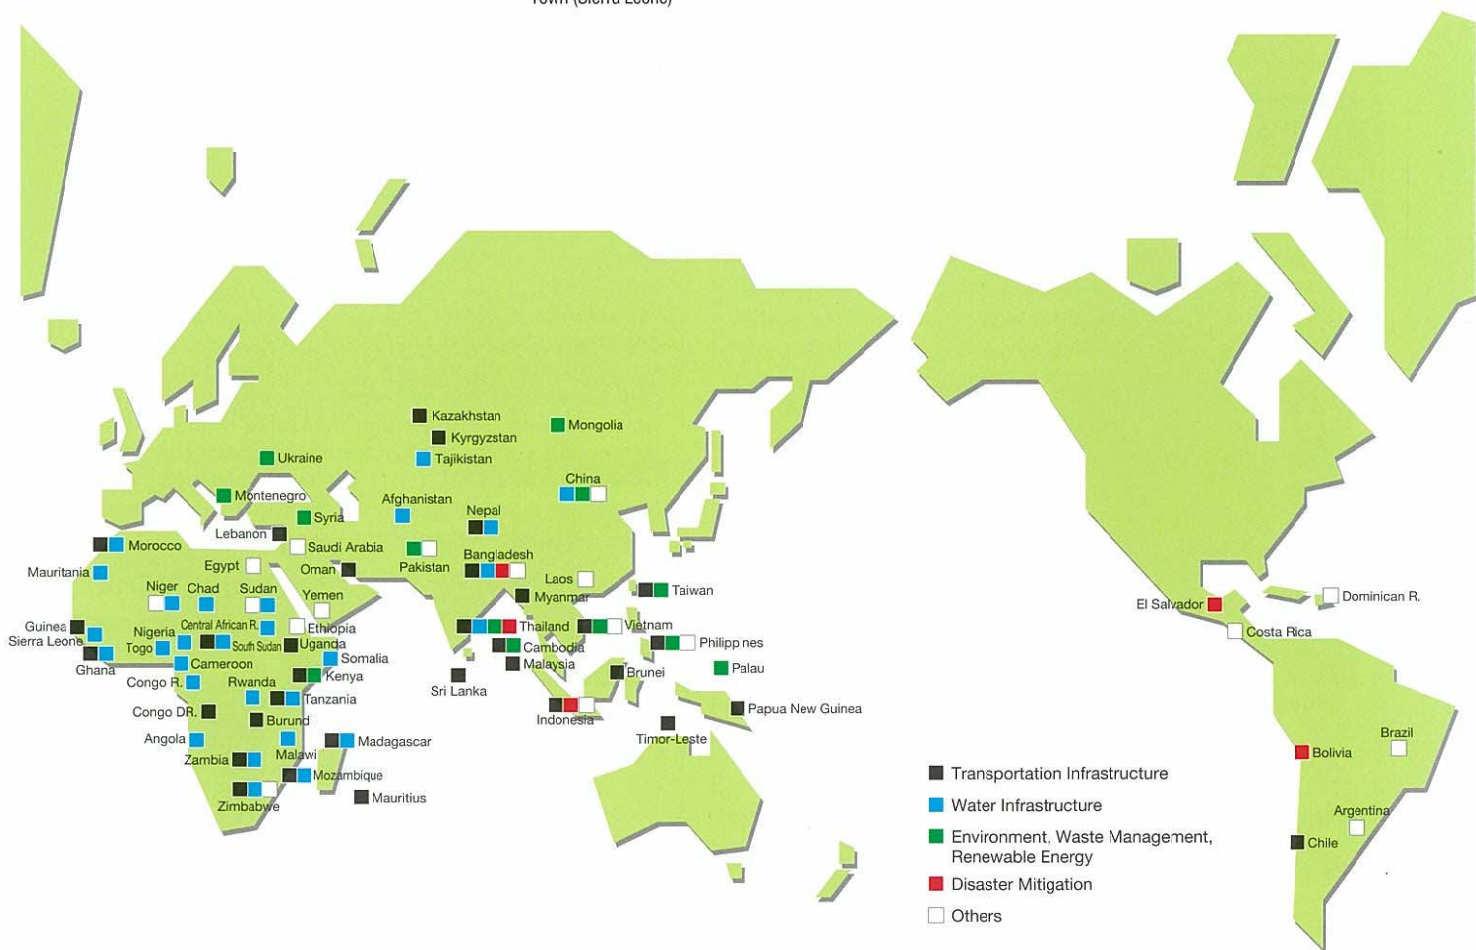 Town (Sierra Leone)
Kazakhstan
Mongolia
Kyrgyzstan
Ukraine
Tajikistan
China
Montenegro
Afghanistan
Nepal
Syria
Lebanon
Morocco
Saudi Arabia
Bangladesh
Egypt
Oman
Pakistan
Mauritania
Laos
Niger
Chad
Sudan
Yemen
Myanmar
Taiwan
El Salvador
Dominican R.
Guinea
Sierra Leone
Nigeria
Central African R.
Ethiopia
Thailand
Vietnam
Costa Rica
Togo
South Sudan
Uganda
Cambodia
Philippines
Ghana
Cameroon
Somalia
Malaysia
Palau
Congo R.
Rwanda
Kenya
Sri Lanka
Brunei
Tanzania
Congo DR.
Burund
Indonesia
Papua New Guinea
Angola
Malawi
Madagascar
Timor-Leste
Brazil
Zambia
Mozambique
Bolivia
Zimbabwe
Mauritius
Argentina
Chile
Transportation Infrastructure
Water Infrastructure
Environment, Waste Management,
Renewable Energy
Disaster Mitigation
Others